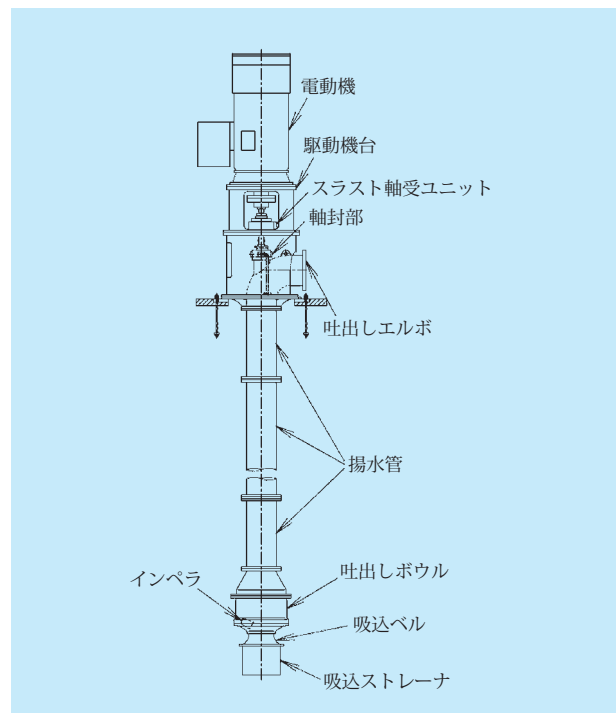 電動機
駆動機台
スラスト軸受ユニット
軸封部
吐出しエルボ
揚水管
インペラ
吐出しボウル
吸込ベル
吸込ストレーナ